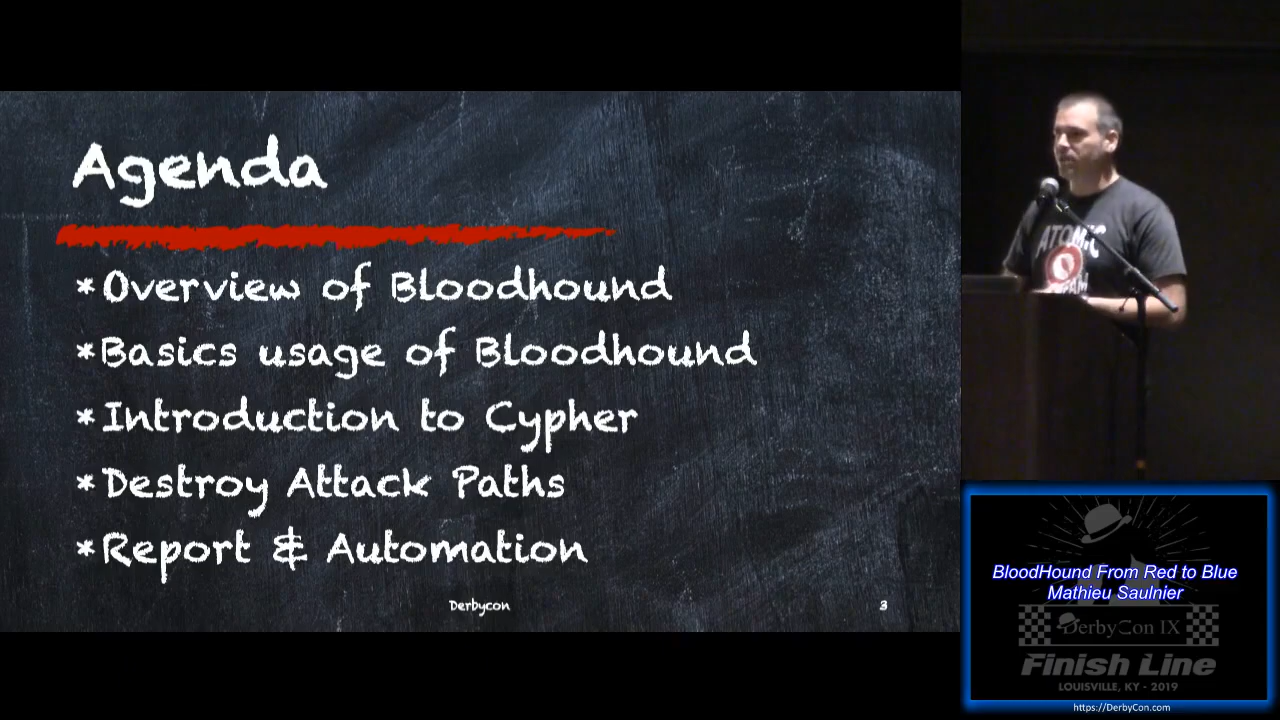 Agenda
*Overview of Bloodhound
*Basics usage of Bloodhound
*Introduction to Cypher
*Destroy Attack Paths
*Report & Automation
Derbycon
3
ATOMIC
BloodHound From Red to Blue
Mathieu Saulnier
DerbyCon IX
Finish Line
LOUISVILLE, KY - 2019
https://DerbyCon.com